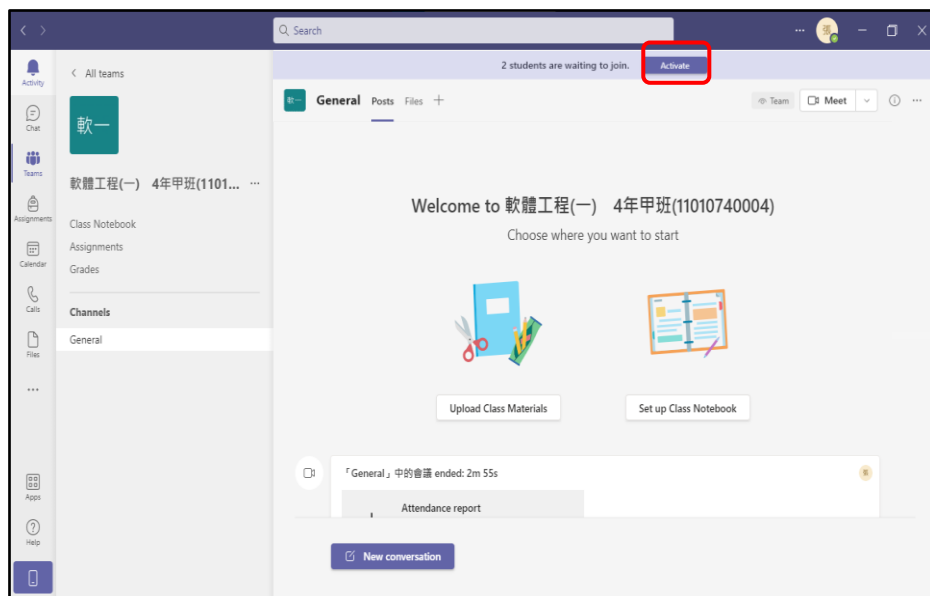 Search
2 students are waiting to join. Activate
Activity
Chat
Teams
Assignments
Calendar
Calls
Files
Apps
Help
All teams
軟一
軟體工程(一) 4年甲班(1101...
Class Notebook
Assignments
Grades
Channels
General
軟一 General Posts Files
Team Meet
Welcome to 軟體工程(一) 4年甲班(11010740004)
Choose where you want to start
Upload Class Materials
Set up Class Notebook
「General」中的會議 ended: 2m 55s
Attendance report
New conversation